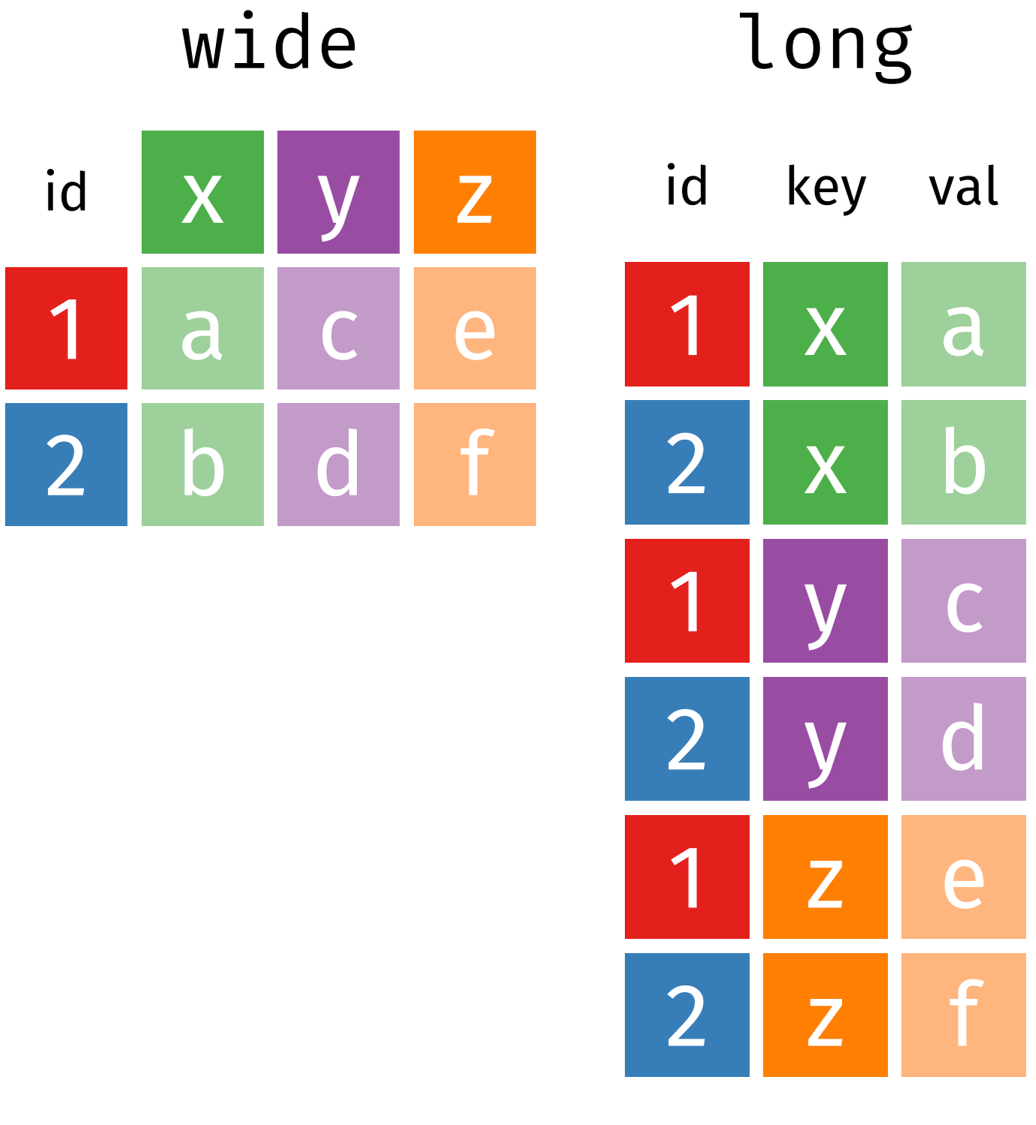 wide
id x y z
1 a c e
2 b d f
long
id key val
1 x a
2 x b
1 y c
2 y d
1 z e
2 z f